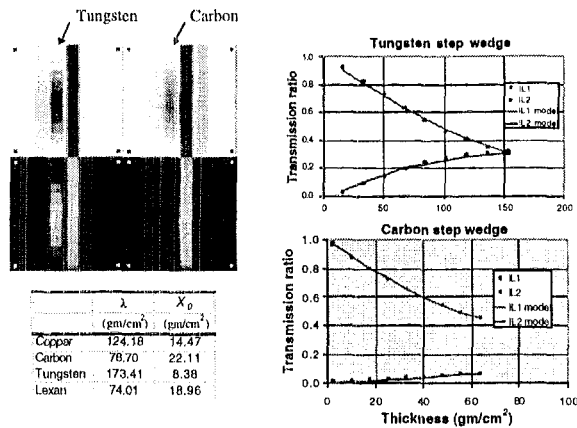 Tungsten Carbon
λ X₀
(gm/cm²) (gm/cm²)
Coppar 124.18 14.47
Carbon 78.70 22.11
Tungsten 173.41 8.38
Lexan 74.01 18.96
Tungsten step wedge
Transmission ratio
1.0
0.8
0.6
0.4
0.2
0.0
0 50 100 150 200
IL1
IL2
IL1 model
IL2 model
Carbon step wedge
Transmission ratio
1.0
0.8
0.6
0.4
0.2
0.0
0 20 40 60 80
IL1
IL2
IL1 model
IL2 model
Thickness (gm/cm²)